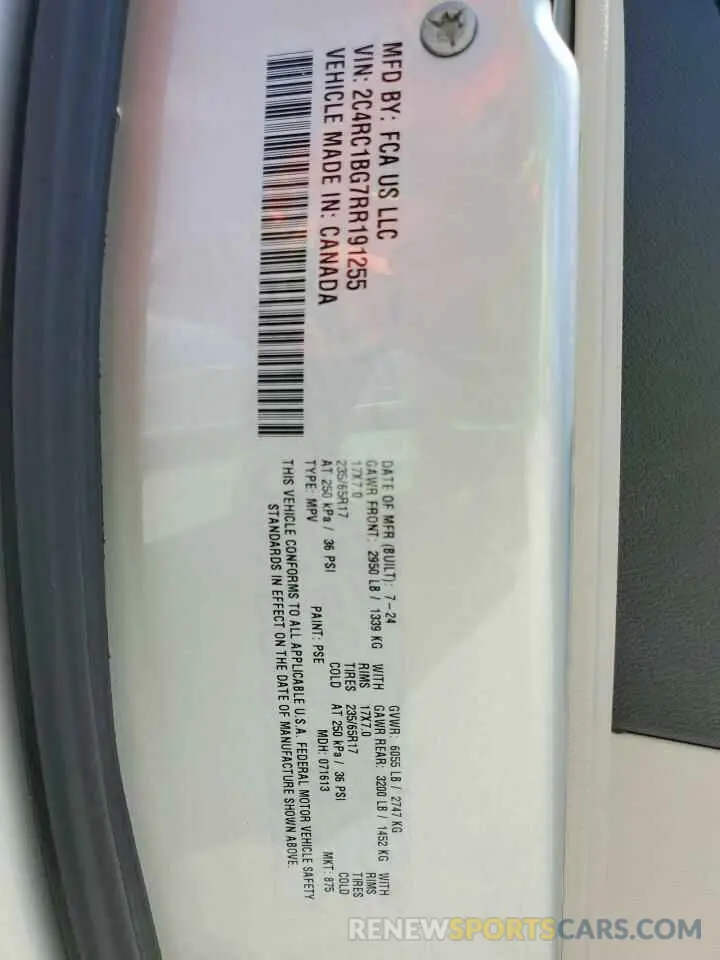 MFD BY: FCA US LLC
VIN: 2C4RC1BG7RR191255
VEHICLE MADE IN: CANADA
DATE OF MFR (BUILT): 7-24 GVWR: 6055 LB / 2747 KG
GAWR FRONT: 2950 LB / 1339 KG WITH GAWR REAR: 3200 LB / 1452 KG WITH
17X7.0 RIMS 17X7.0 RIMS
235/65R17 TIRES 235/65R17 TIRES
AT 250 kPa / 36 PSI COLD AT 250 kPa / 36 PSI COLD
TYPE: MPV PAINT: PSE MDH: 071613 MKT: 875
THIS VEHICLE CONFORMS TO ALL APPLICABLE U.S.A. FEDERAL MOTOR VEHICLE SAFETY
STANDARDS IN EFFECT ON THE DATE OF MANUFACTURE SHOWN ABOVE.
RENEWSPORTSCARS.COM